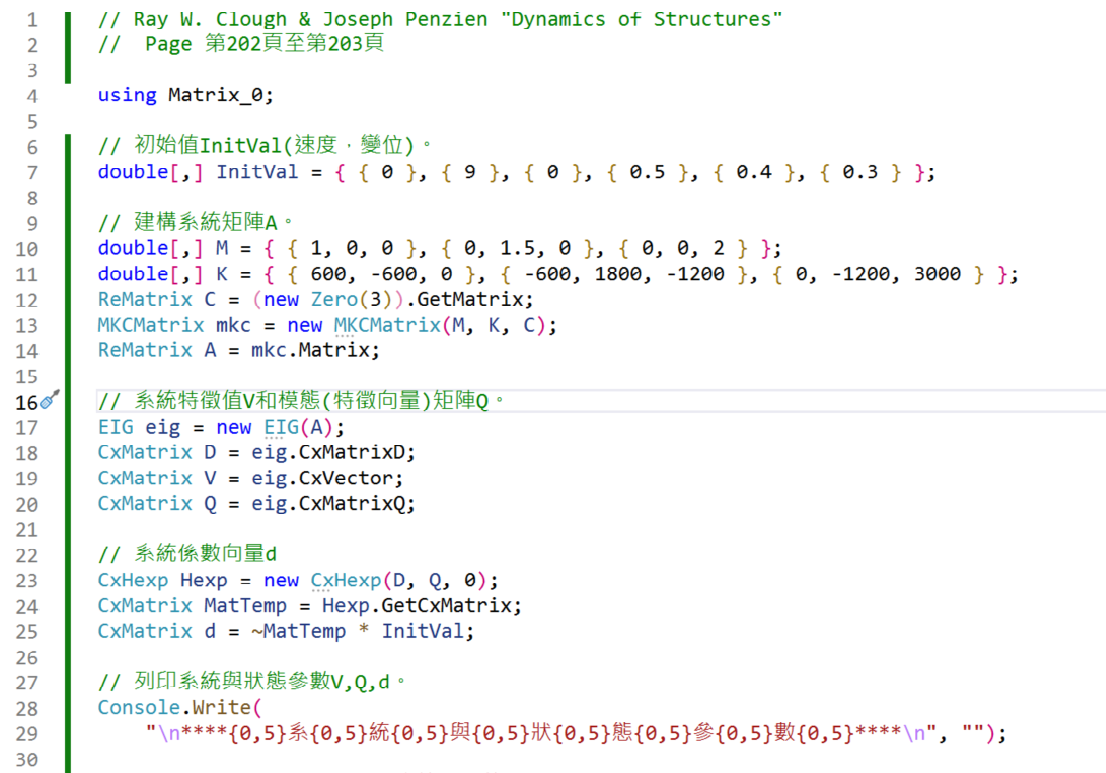 1 // Ray W. Clough & Joseph Penzien "Dynamics of Structures"
2 //  Page 第202頁至第203頁
3
4 using Matrix_0;
5
6 // 初始值InitVal(速度，變位)。
7 double[,] InitVal = { { 0 }, { 9 }, { 0 }, { 0.5 }, { 0.4 }, { 0.3 } };
8
9 // 建構系統矩陣A。
10 double[,] M = { { 1, 0, 0 }, { 0, 1.5, 0 }, { 0, 0, 2 } };
11 double[,] K = { { 600, -600, 0 }, { -600, 1800, -1200 }, { 0, -1200, 3000 } };
12 ReMatrix C = (new Zero(3)).GetMatrix;
13 MKCMatrix mkc = new MKCMatrix(M, K, C);
14 ReMatrix A = mkc.Matrix;
15
16 // 系統特徵值V和模態(特徵向量)矩陣Q。
17 EIG eig = new EIG(A);
18 CxMatrix D = eig.CxMatrixD;
19 CxMatrix V = eig.CxVector;
20 CxMatrix Q = eig.CxMatrixQ;
21
22 // 系統係數向量d
23 CxHexp Hexp = new CxHexp(D, Q, 0);
24 CxMatrix MatTemp = Hexp.GetCxMatrix;
25 CxMatrix d = ~MatTemp * InitVal;
26
27 // 列印系統與狀態參數V,Q,d。
28 Console.Write(
29 "\n****{0,5}系{0,5}統{0,5}與{0,5}狀{0,5}態{0,5}參{0,5}數{0,5}****\n", "");
30